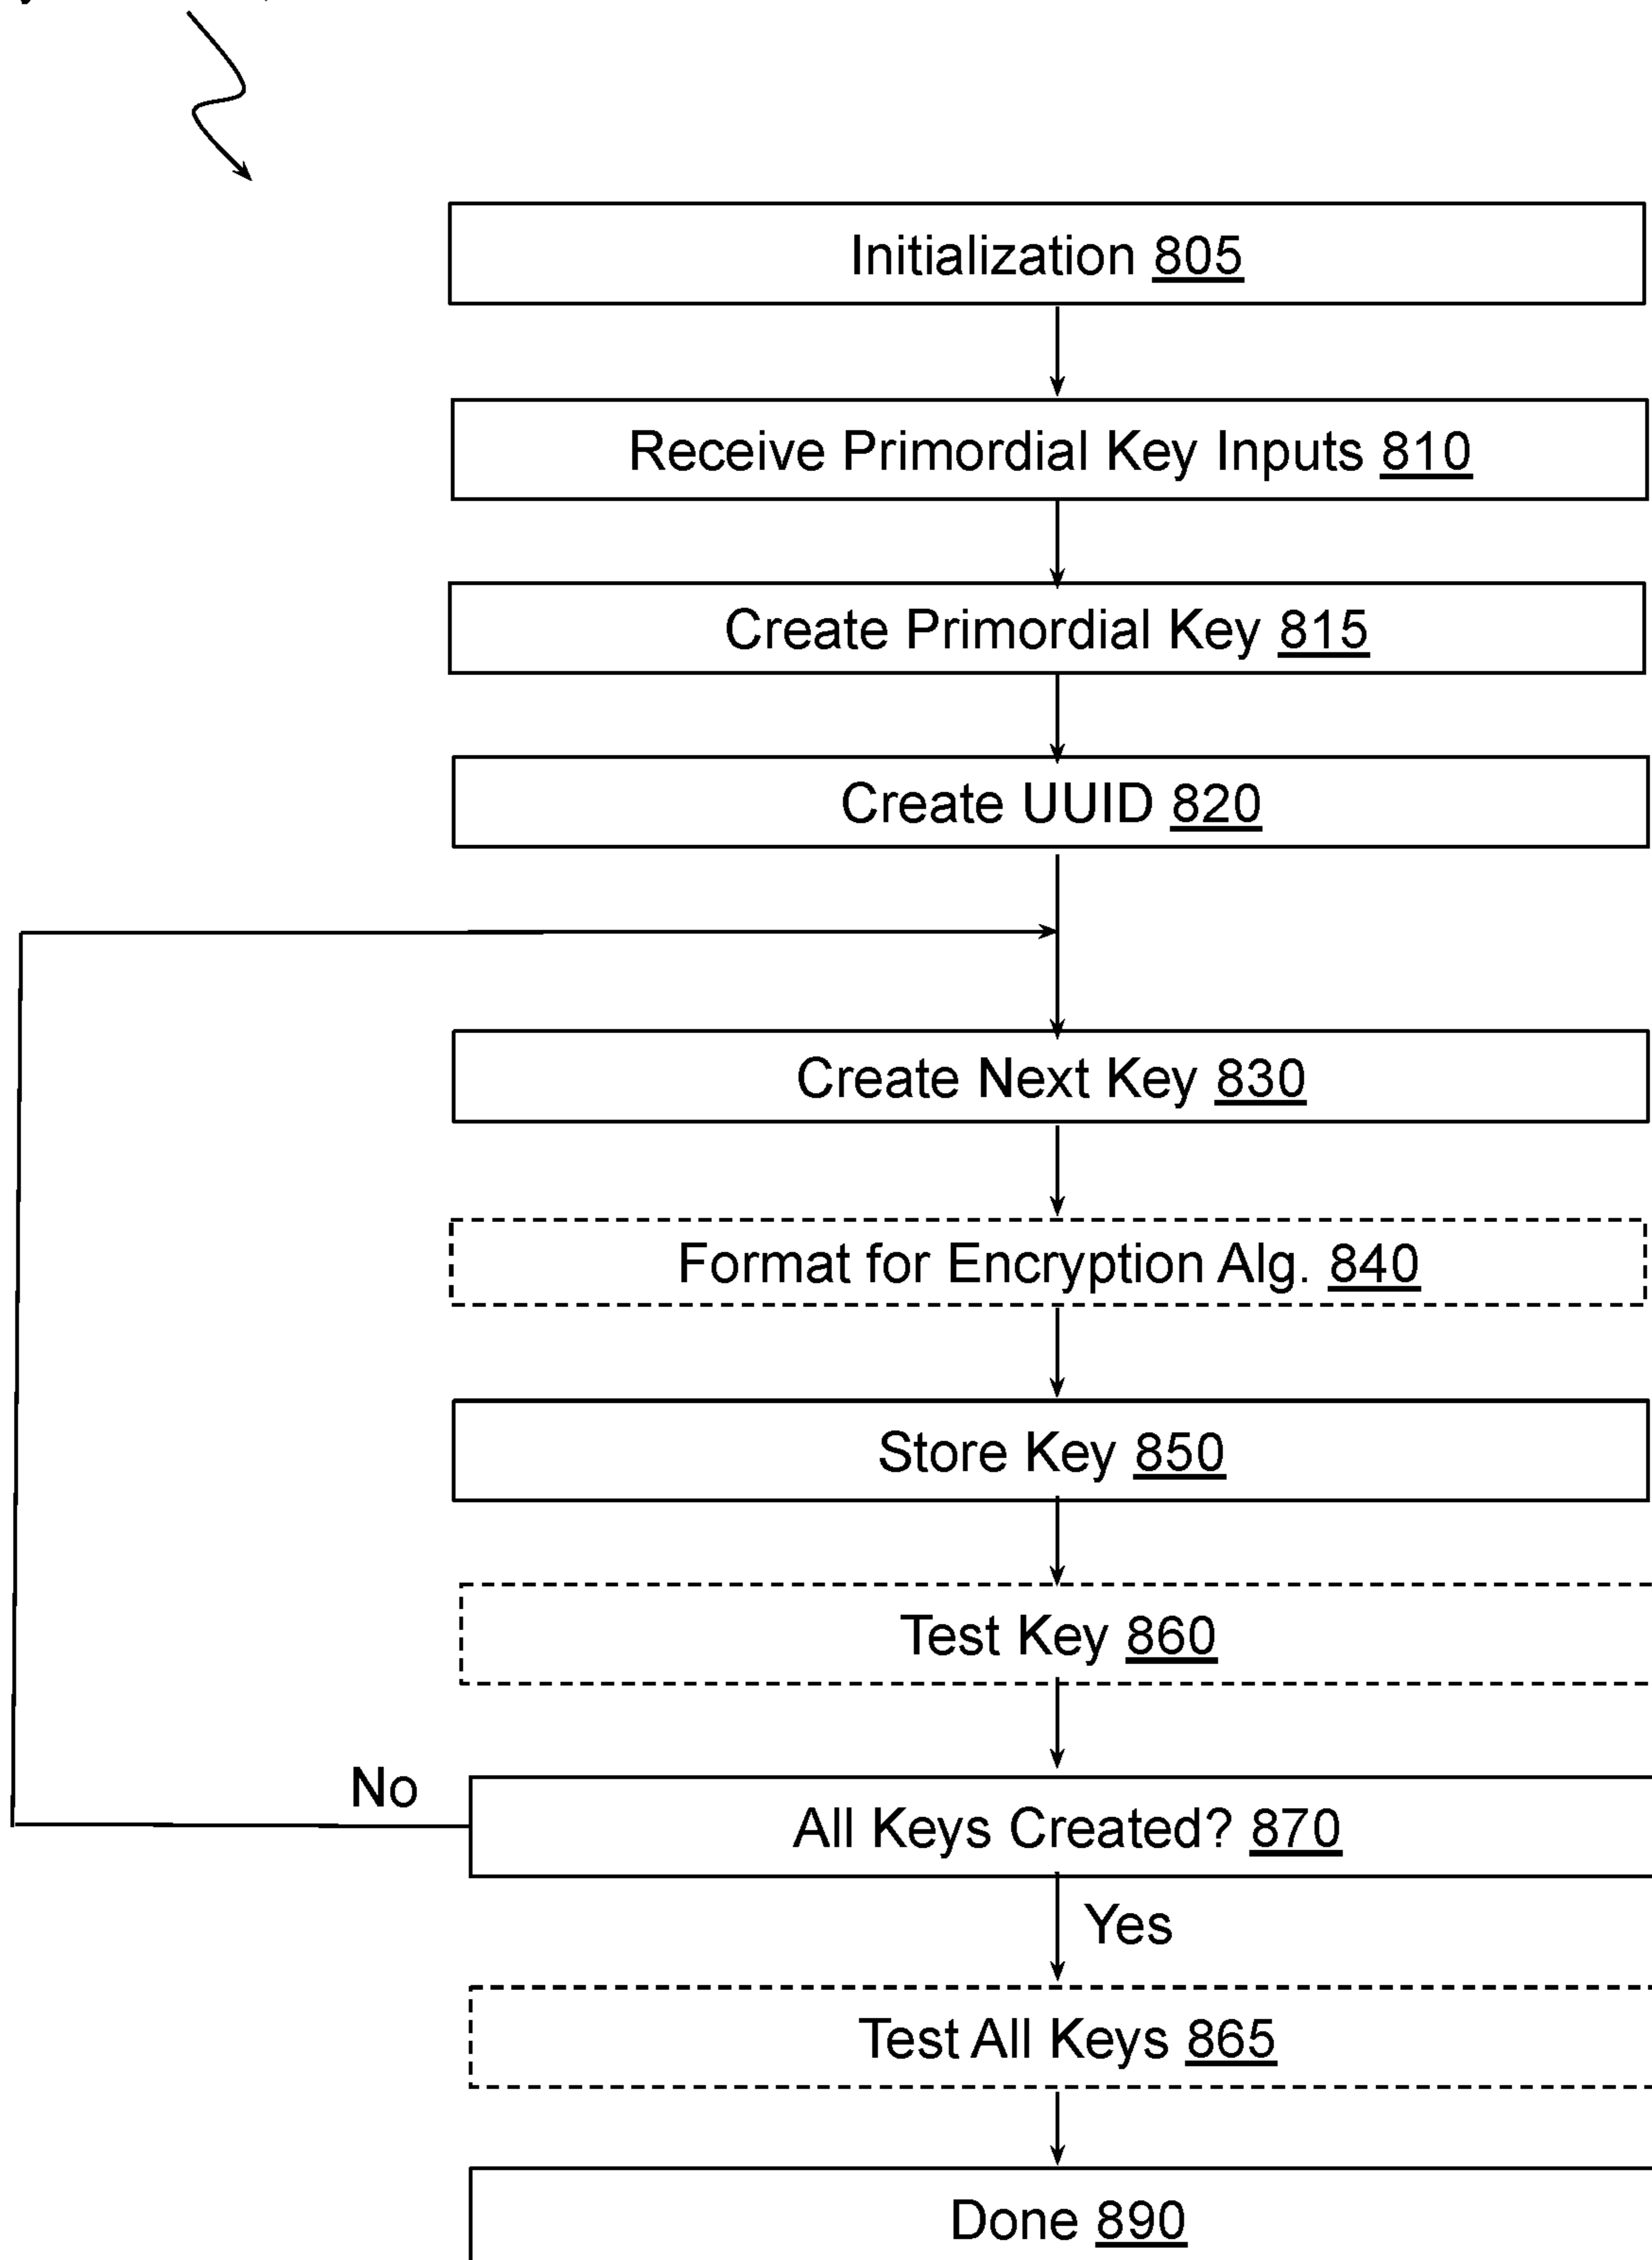 Initialization 805
Receive Primordial Key Inputs 810
Create Primordial Key 815
Create UUID 820
Create Next Key 830
Format for Encryption Alg. 840
Store Key 850
Test Key 860
No
All Keys Created? 870
Yes
Test All Keys 865
Done 890